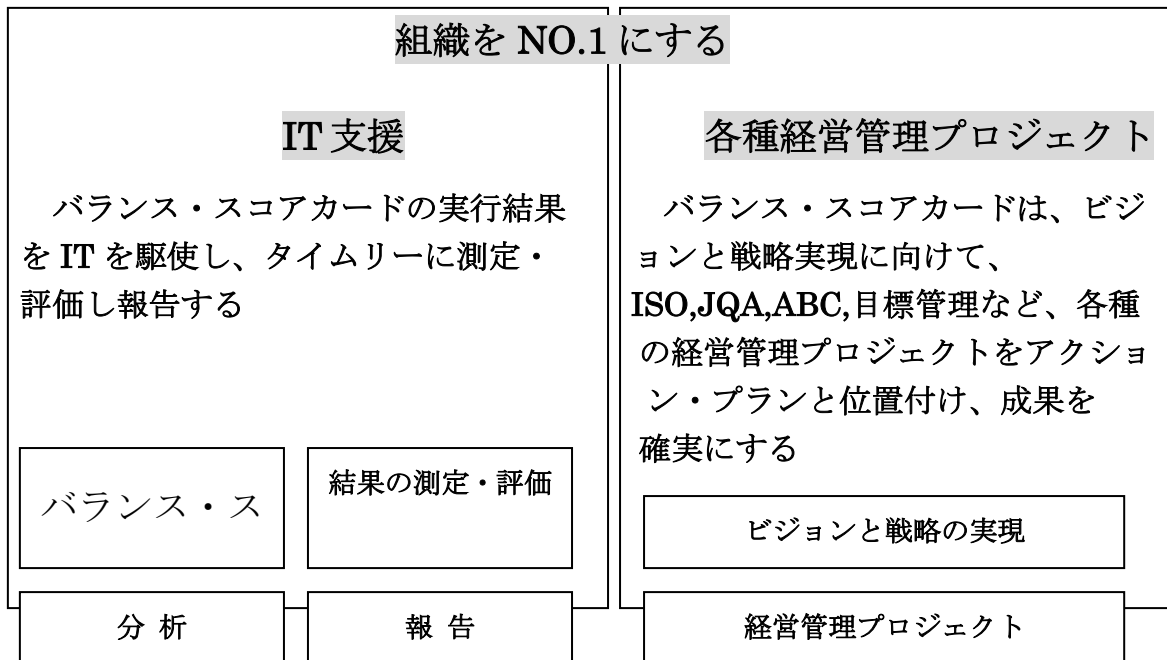 組織を NO.1 にする
IT 支援
バランス・スコアカードの実行結果
を IT を駆使し、タイムリーに測定・
評価し報告する
バランス・ス
結果の測定・評価
分 析
報 告
各種経営管理プロジェクト
バランス・スコアカードは、ビジ
ョンと戦略実現に向けて、
ISO,JQA,ABC,目標管理など、各種
の経営管理プロジェクトをアクショ
ン・プランと位置付け、成果を
確実にする
ビジョンと戦略の実現
経営管理プロジェクト